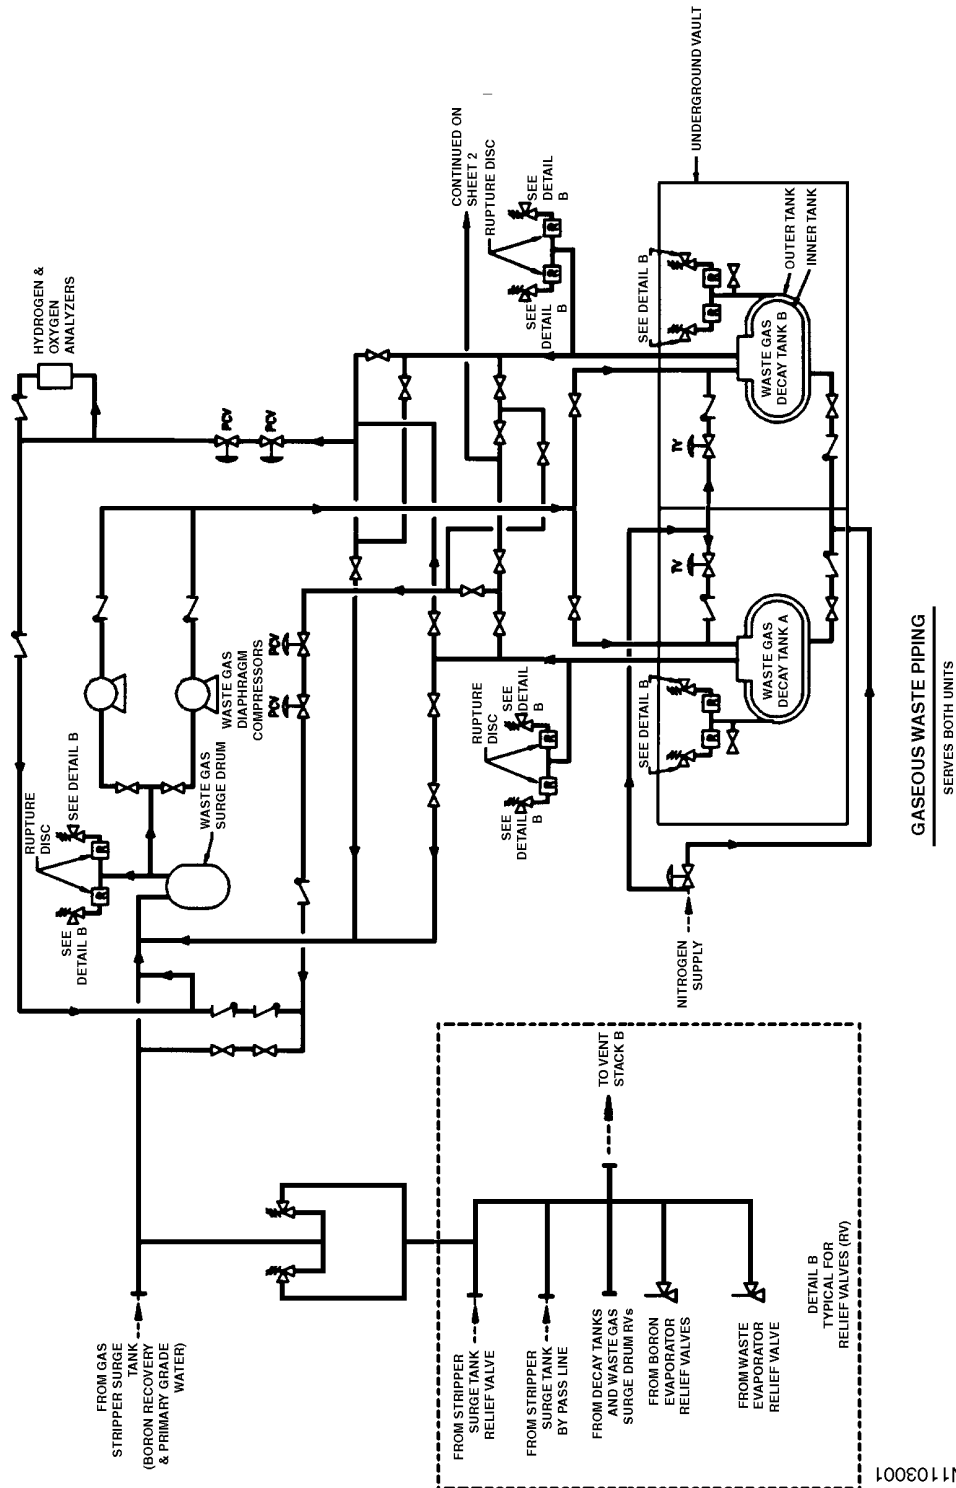 HYDROGEN &
OXYGEN
ANALYZERS
PCV
PCV
CONTINUED ON
SHEET 2
RUPTURE DISC
SEE
DETAIL
B
SEE
DETAIL
B
R
R
UNDERGROUND VAULT
SEE DETAIL B
R
R
OUTER TANK
INNER TANK
WASTE GAS
DECAY TANK B
TV
TV
WASTE GAS
DECAY TANK A
SEE DETAIL B
R
R
RUPTURE
DISC
SEE
DETAIL
B
SEE
DETAIL
B
R
R
WASTE GAS
DIAPHRAGM
COMPRESSORS
PCV
PCV
WASTE GAS
SURGE DRUM
RUPTURE
DISC
SEE DETAIL B
SEE
DETAIL B
R
R
NITROGEN
SUPPLY
FROM GAS
STRIPPER SURGE
TANK
(BORON RECOVERY
& PRIMARY GRADE
WATER)
FROM STRIPPER
SURGE TANK
RELIEF VALVE
FROM STRIPPER
SURGE TANK
BY PASS LINE
FROM DECAY TANKS
AND WASTE GAS
SURGE DRUM RVs
FROM BORON
EVAPORATOR
RELIEF VALVES
FROM WASTE
EVAPORATOR
RELIEF VALVE
TO VENT
STACK B
DETAIL B
TYPICAL FOR
RELIEF VALVES (RV)
GASEOUS WASTE PIPING
SERVES BOTH UNITS
1103001